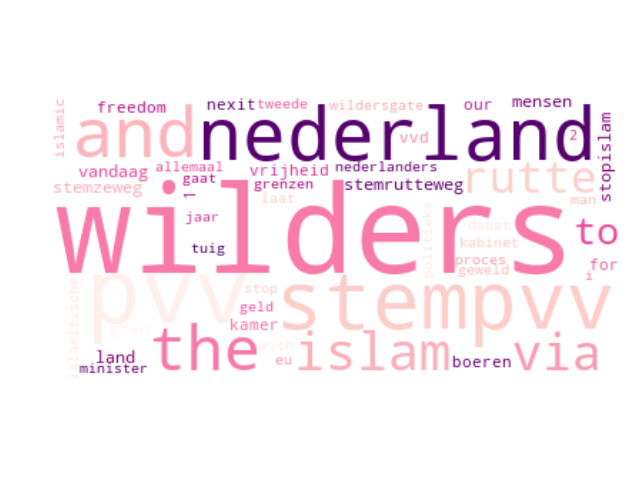 freedom nexit tweede wildersgate our mensen
islamic and nederland vvd 2 stopislam
vandaag allemaal vrijheid nederlanders rutte
stemzeweg gaat grenzen stemrutteweg
1 laat man
wilders jaar politieke debat to
tuig kabinet
proces for
geweld i
islamitische pvv stop stempvv
geld
gaan kamer
the with islam via
land eu boeren
minister